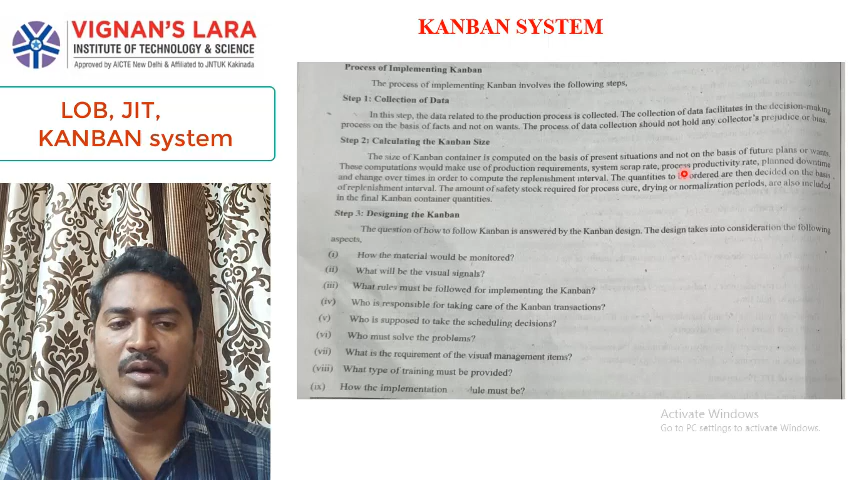 VIGNAN'S LARA
INSTITUTE OF TECHNOLOGY & SCIENCE
Approved by AICTE New Delhi & Affiliated to JNTUK Kakinada
LOB, JIT,
KANBAN system
KANBAN SYSTEM
Process of Implementing Kanban
The process of implementing Kanban involves the following steps,
Step 1: Collection of Data
In this step, the data related to the production process is collected. The collection of data facilitates in the decision-making
process on the basis of facts and not on wants. The process of data collection should not hold any collector's prejudice or bias.
Step 2: Calculating the Kanban Size
The size of Kanban container is computed on the basis of present situations and not on the basis of future plans or wants.
These computations would make use of production requirements, system scrap rate, process productivity rate, planned downtime
and change over times in order to compute the replenishment interval. The quantities to ordered are then decided on the basis
of replenishment interval. The amount of safety stock required for process cure, drying or normalization periods, are also included
in the final Kanban container quantities.
Step 3: Designing the Kanban
The question of how to follow Kanban is answered by the Kanban design. The design takes into consideration the following
aspects,
(i) How the material would be monitored?
(ii) What will be the visual signals?
(iii) What rules must be followed for implementing the Kanban?
(iv) Who is responsible for taking care of the Kanban transactions?
(v) Who is supposed to take the scheduling decisions?
(vi) Who must solve the problems?
(vii) What is the requirement of the visual management items?
(viii) What type of training must be provided?
(ix) How the implementation must be?
Activate Windows
Go to PC settings to activate Windows.